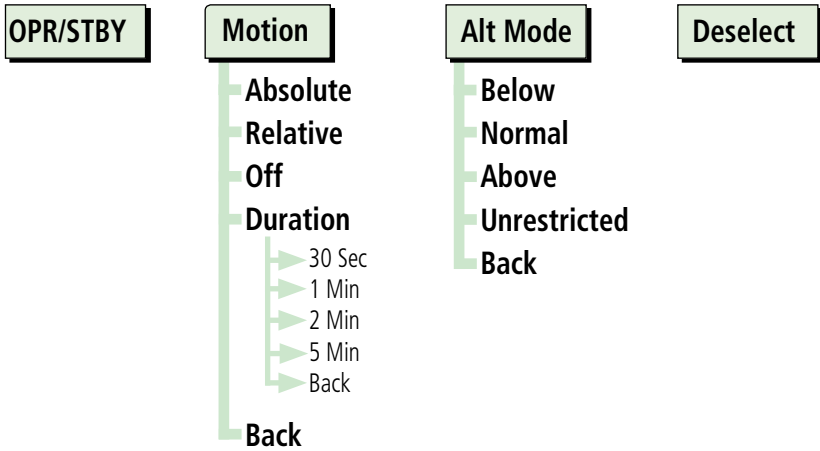 OPR/STBY
Motion
Absolute
Relative
Off
Duration
30 Sec
1 Min
2 Min
5 Min
Back
Back
Alt Mode
Below
Normal
Above
Unrestricted
Back
Deselect